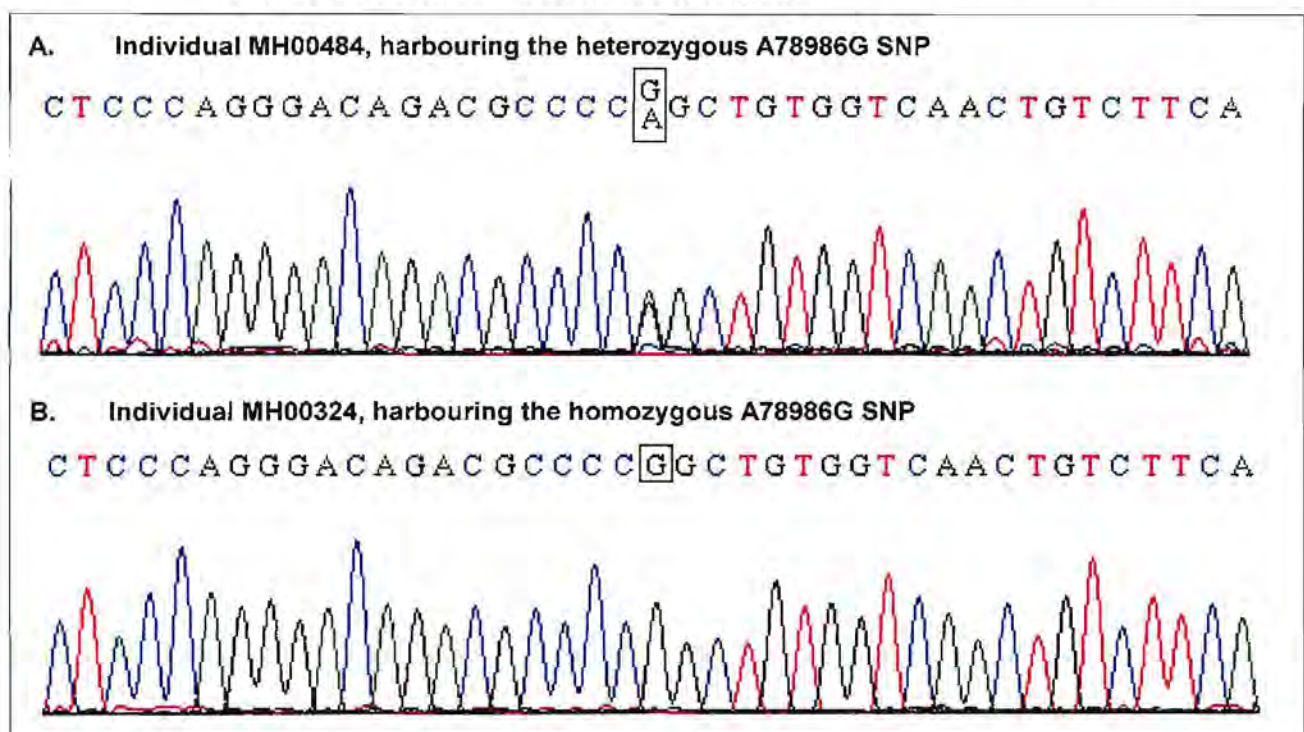 A. Individual MH00484, harbouring the heterozygous A78986G SNP
C T C C C A G G G A C A G A C G C C C C G G C T G T G G T C A A C T G T C T T C A
A
B. Individual MH00324, harbouring the homozygous A78986G SNP
C T C C C A G G G A C A G A C G C C C C G G C T G T G G T C A A C T G T C T T C A